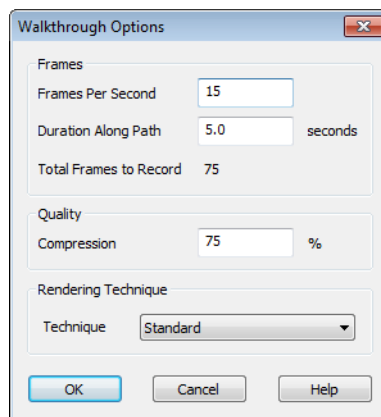 Walkthrough Options
Frames
Frames Per Second 15
Duration Along Path 5.0 seconds
Total Frames to Record 75
Quality
Compression 75 %
Rendering Technique
Technique Standard
OK Cancel Help